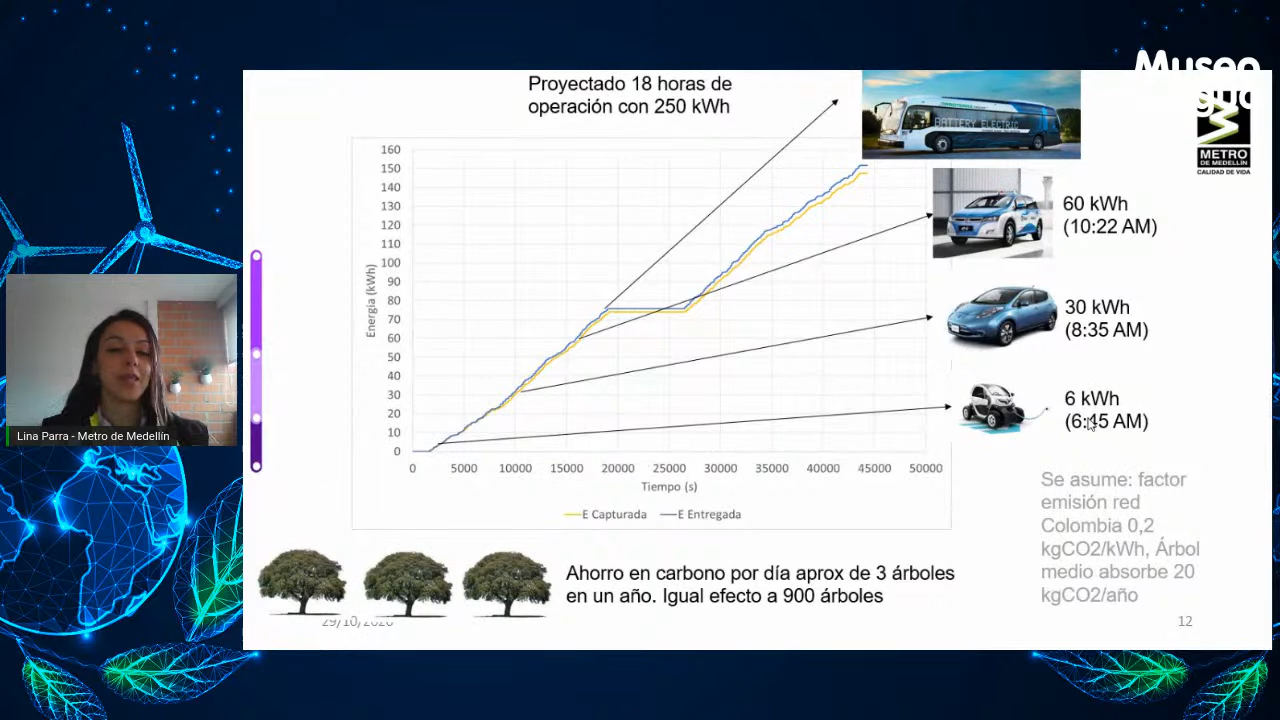 Museo
Proyectado 18 horas de
operación con 250 kWh
BATTERY ELECTRIC
METRO
DE MEDELLÍN
CALIDAD DE VIDA
160
150
140
130
120
110
100
90
80
70
60
50
40
30
20
10
0
Energia (kWh)
0 5000 10000 15000 20000 25000 30000 35000 40000 45000 50000
Tiempo (s)
E Capturada E Entregada
60 kWh
(10:22 AM)
30 kWh
(8:35 AM)
6 kWh
(6:45 AM)
Lina Parra - Metro de Medellín
Se asume: factor
emisión red
Colombia 0,2
kgCO2/kWh, Árbol
medio absorbe 20
kgCO2/año
Ahorro en carbono por día aprox de 3 árboles
en un año. Igual efecto a 900 árboles
29/10/2020
12